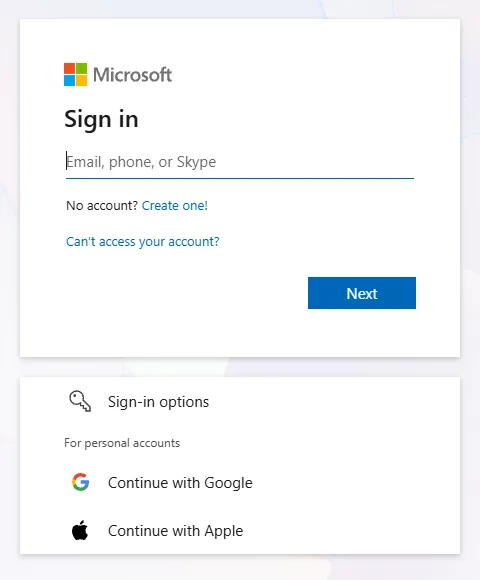 Microsoft
Sign in
Email, phone, or Skype
No account? Create one!
Can't access your account?
Next
Sign-in options
For personal accounts
Continue with Google
Continue with Apple